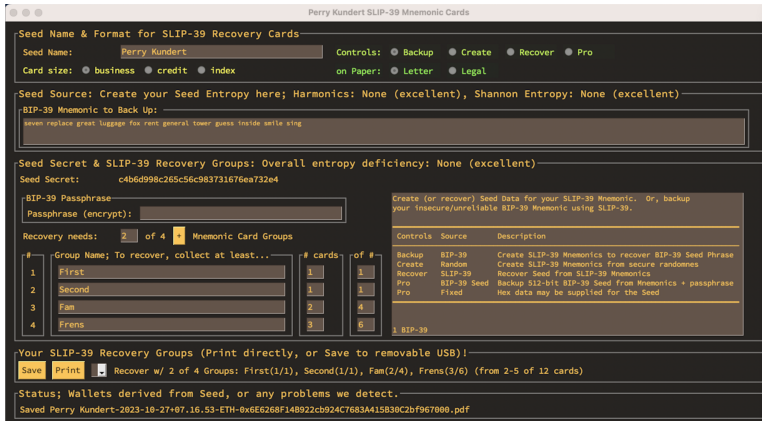 Perry Kundert SLIP-39 Mnemonic Cards
Seed Name & Format for SLIP-39 Recovery Cards
Seed Name: Perry Kundert Controls: Backup Create Recover Pro
Card size: business credit index on Paper: Letter Legal
Seed Source: Create your Seed Entropy here; Harmonics: None (excellent), Shannon Entropy: None (excellent)
BIP-39 Mnemonic to Back Up:
seven replace great luggage fox rent general tower guess inside smile sing
Seed Secret & SLIP-39 Recovery Groups: Overall entropy deficiency: None (excellent)
Seed Secret: c4b6d998c265c56c983731676ea732e4
BIP-39 Passphrase
Passphrase (encrypt):
Recovery needs: 2 of 4 + Mnemonic Card Groups
# Group Name; To recover, collect at least... # cards of #
1 First 1 1
2 Second 1 1
3 Fam 2 4
4 Frens 3 6
Create (or recover) Seed Data for your SLIP-39 Mnemonic. Or, backup
your insecure/unreliable BIP-39 Mnemonic using SLIP-39.
Controls Source Description
Backup BIP-39 Create SLIP-39 Mnemonics to recover BIP-39 Seed Phrase
Create Random Create SLIP-39 Mnemonics from secure randomnes
Recover SLIP-39 Recover Seed from SLIP-39 Mnemonics
Pro BIP-39 Seed Backup 512-bit BIP-39 Seed from Mnemonics + passphrase
Pro Fixed Hex data may be supplied for the Seed
1 BIP-39
Your SLIP-39 Recovery Groups (Print directly, or Save to removable USB)!
Save Print Recover w/ 2 of 4 Groups: First(1/1), Second(1/1), Fam(2/4), Frens(3/6) (from 2-5 of 12 cards)
Status; Wallets derived from Seed, or any problems we detect.
Saved Perry Kundert-2023-10-27+07.16.53-ETH-0x6E6268F14B922cb924C7683A415B30C2bf967000.pdf